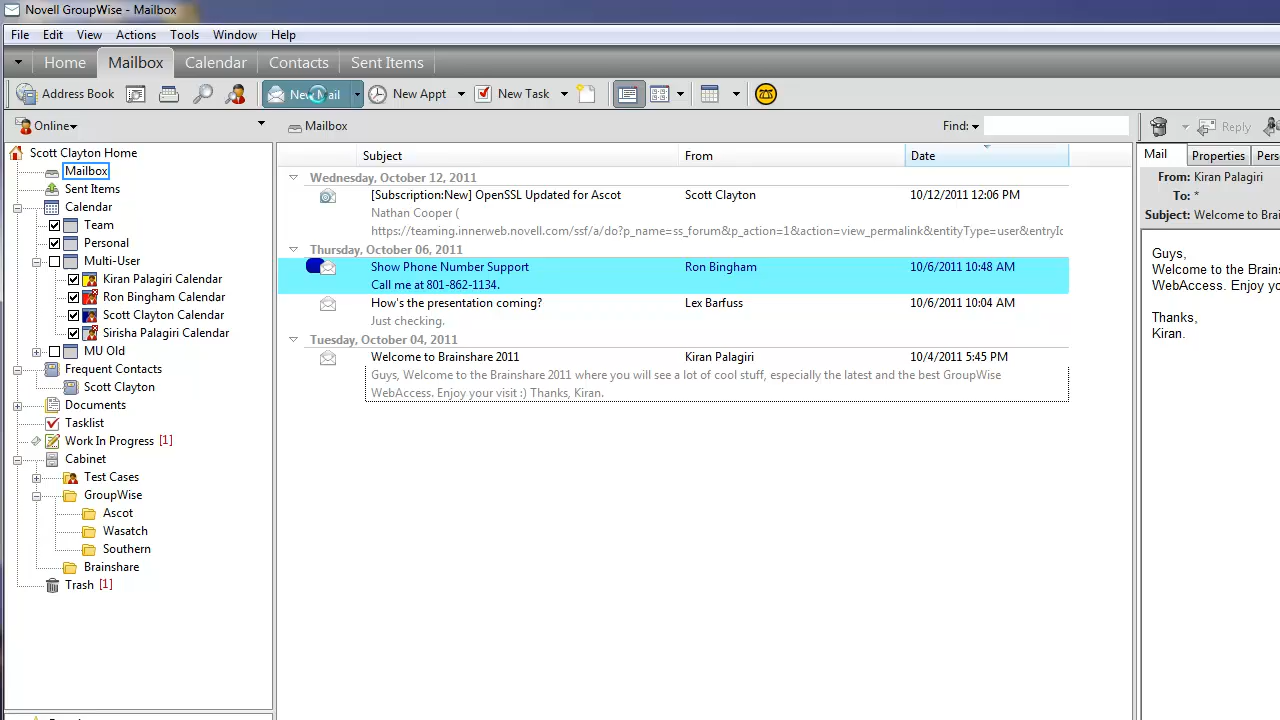 Novell GroupWise - Mailbox
File Edit View Actions Tools Window Help
Home Mailbox Calendar Contacts Sent Items
Address Book New Mail New Appt New Task Reply
Online Mailbox Find:
Scott Clayton Home
Mailbox
Sent Items
Calendar
Team
Personal
Multi-User
Kiran Palagiri Calendar
Ron Bingham Calendar
Scott Clayton Calendar
Sirisha Palagiri Calendar
MU Old
Frequent Contacts
Scott Clayton
Documents
Tasklist
Work In Progress [1]
Cabinet
Test Cases
GroupWise
Ascot
Wasatch
Southern
Brainshare
Trash [1]
Subject From Date
Wednesday, October 12, 2011
[Subscription:New] OpenSSL Updated for Ascot Scott Clayton 10/12/2011 12:06 PM
Nathan Cooper (
https://teaming.innerweb.novell.com/ssf/a/do?p_name=ss_forum&p_action=1&action=view_permalink&entityType=user&entryId
Thursday, October 06, 2011
Show Phone Number Support Ron Bingham 10/6/2011 10:48 AM
Call me at 801-862-1134.
How's the presentation coming? Lex Barfuss 10/6/2011 10:04 AM
Just checking.
Tuesday, October 04, 2011
Welcome to Brainshare 2011 Kiran Palagiri 10/4/2011 5:45 PM
Guys, Welcome to the Brainshare 2011 where you will see a lot of cool stuff, especially the latest and the best GroupWise
WebAccess. Enjoy your visit :) Thanks, Kiran.
Mail Properties Pers
From: Kiran Palagiri
To: *
Subject: Welcome to Brai
Guys,
Welcome to the Brains
WebAccess. Enjoy yo
Thanks,
Kiran.